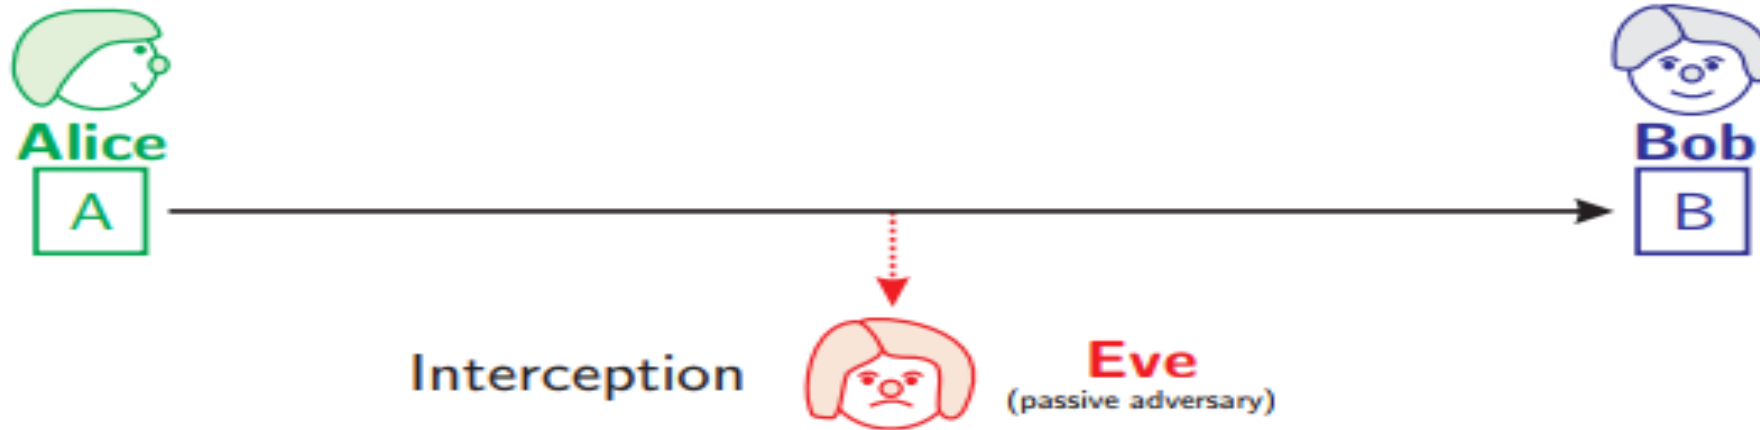 Alice
Bob
A
B
Interception
Eve
(passive adversary)